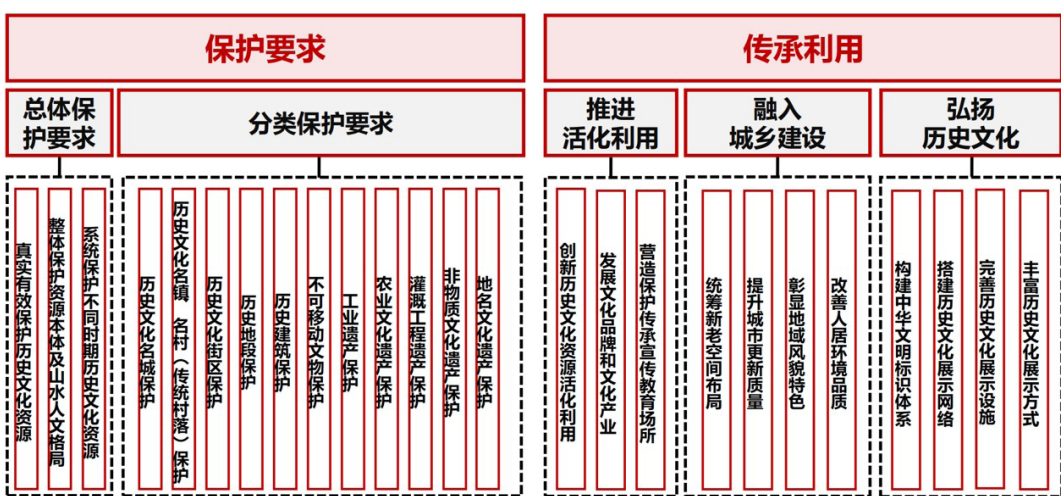 保护要求
总体保
护要求
分类保护要求
真实有效保护历史文化资源
整体保护资源本体及山水人文格局
系统保护不同时期历史文化资源
历史文化名城保护
历史文化名镇、名村（传统村落）保护
历史文化街区保护
历史地段保护
历史建筑保护
不可移动文物保护
工业遗产保护
农业文化遗产保护
灌溉工程遗产保护
非物质文化遗产保护
地名文化遗产保护
传承利用
推进
活化利用
融入
城乡建设
弘扬
历史文化
创新历史文化资源活化利用
发展文化品牌和文化产业
营造保护传承宣传教育场所
统筹新老空间布局
提升城市更新质量
彰显地域风貌特色
改善人居环境品质
构建中华文明标识体系
搭建历史文化展示网络
完善历史文化展示设施
丰富历史文化展示方式